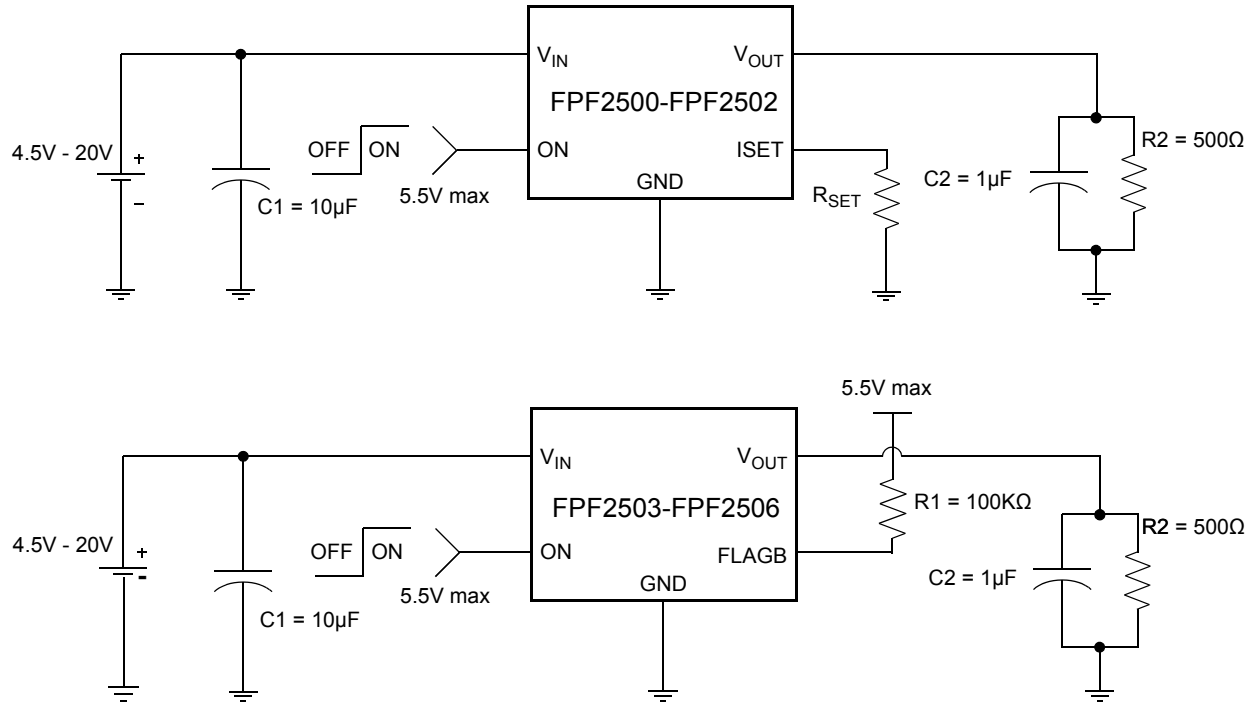 V_IN
V_OUT
FPF2500-FPF2502
4.5V - 20V
+
−
OFF
ON
ON
ISET
R2 = 500Ω
GND
C2 = 1µF
C1 = 10µF
5.5V max
R_SET
5.5V max
V_IN
V_OUT
FPF2503-FPF2506
R1 = 100KΩ
4.5V - 20V
+
-
OFF
ON
ON
FLAGB
R2 = 500Ω
GND
C2 = 1µF
5.5V max
C1 = 10µF